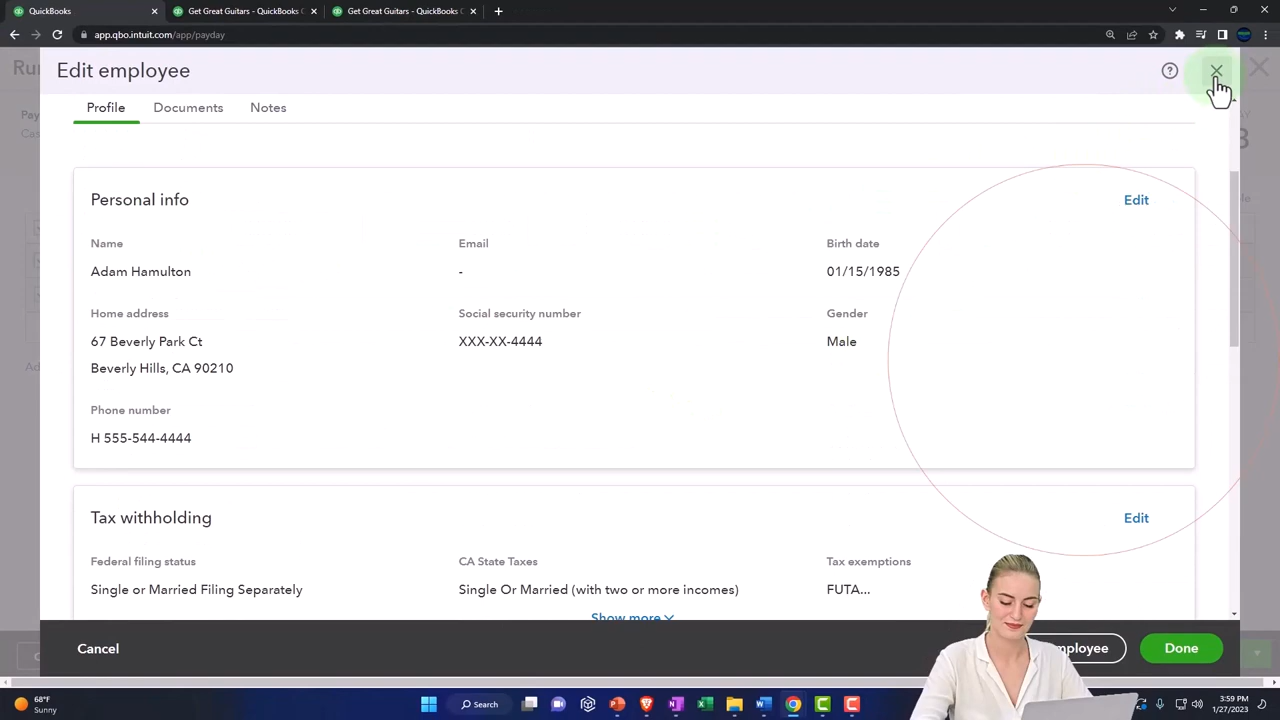 QuickBooks
Get Great Guitars - QuickBooks C
Get Great Guitars - QuickBooks C
app.qbo.intuit.com/app/payday
Edit employee
Profile Documents Notes
Personal info Edit
Name Email Birth date
Adam Hamulton - 01/15/1985
Home address Social security number Gender
67 Beverly Park Ct XXX-XX-4444 Male
Beverly Hills, CA 90210
Phone number
H 555-544-4444
Tax withholding Edit
Federal filing status CA State Taxes Tax exemptions
Single or Married Filing Separately Single Or Married (with two or more incomes) FUTA...
Show more
Cancel Done
68°F
Sunny
Search
3:59 PM
1/27/2023